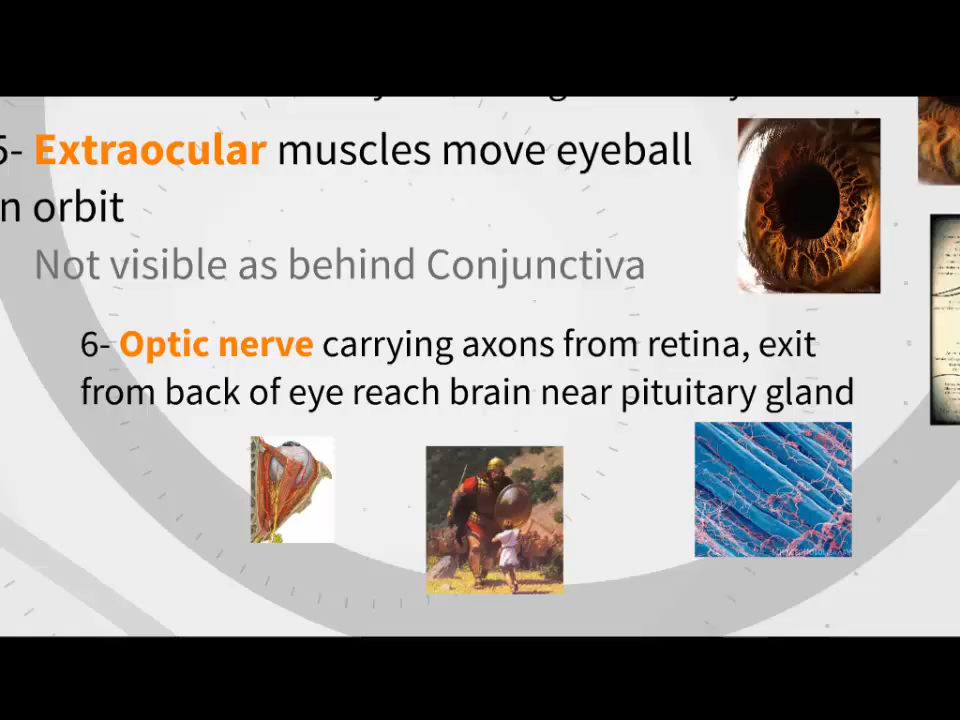 5- Extraocular muscles move eyeball
n orbit
Not visible as behind Conjunctiva
6- Optic nerve carrying axons from retina, exit
from back of eye reach brain near pituitary gland